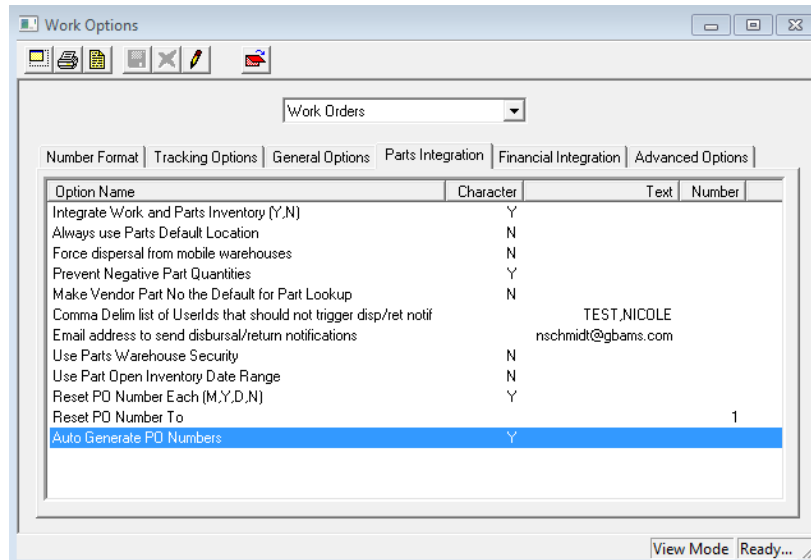 Work Options
Work Orders
Number Format Tracking Options General Options Parts Integration Financial Integration Advanced Options
Option Name Character Text Number
Integrate Work and Parts Inventory (Y,N) Y
Always use Parts Default Location N
Force dispersal from mobile warehouses N
Prevent Negative Part Quantities Y
Make Vendor Part No the Default for Part Lookup N
Comma Delim list of UserIds that should not trigger disp/ret notif TEST,NICOLE
Email address to send disbursal/return notifications nschmidt@gbams.com
Use Parts Warehouse Security N
Use Part Open Inventory Date Range N
Reset PO Number Each (M,Y,D,N) Y
Reset PO Number To 1
Auto Generate PO Numbers Y
View Mode Ready...